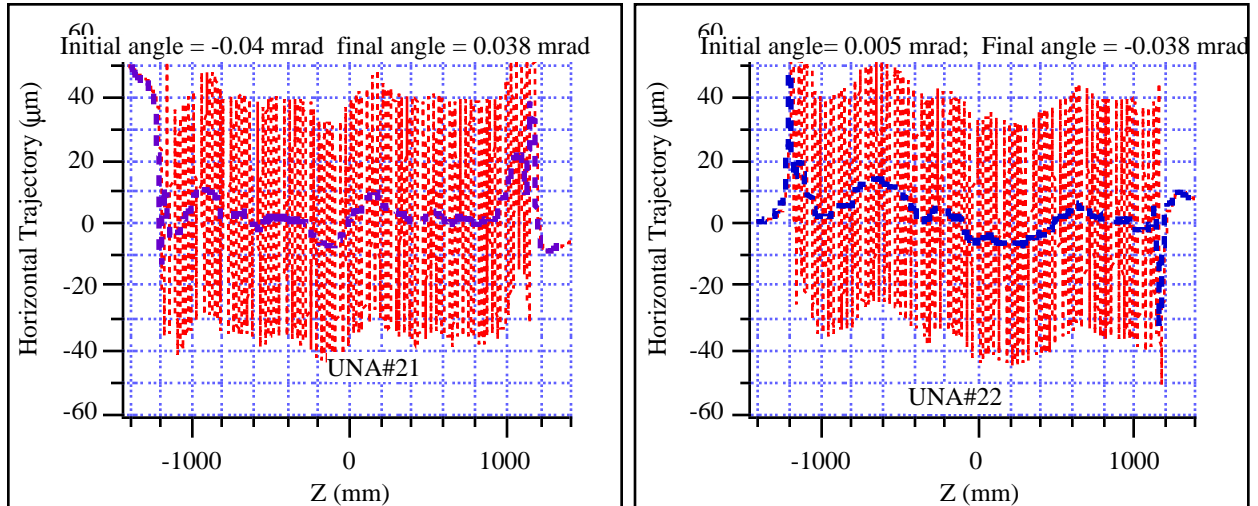 60
Initial angle = -0.04 mrad final angle = 0.038 mrad
40
20
0
-20
-40
-60
Horizontal Trajectory (µm)
UNA#21
-1000 0 1000
Z (mm)
60
Initial angle= 0.005 mrad; Final angle = -0.038 mrad
40
20
0
-20
-40
-60
Horizontal Trajectory (µm)
UNA#22
-1000 0 1000
Z (mm)